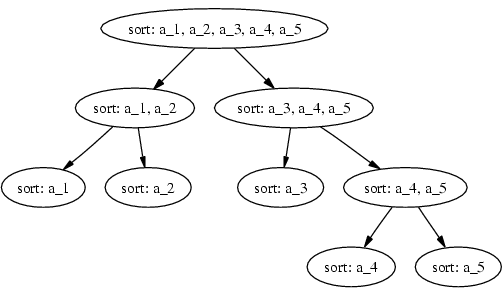 sort: a_1, a_2, a_3, a_4, a_5
sort: a_1, a_2
sort: a_3, a_4, a_5
sort: a_1
sort: a_2
sort: a_3
sort: a_4, a_5
sort: a_4
sort: a_5